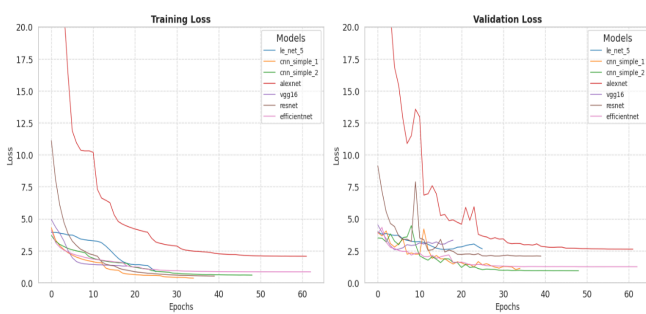 Training Loss
20.0
17.5
15.0
12.5
10.0
7.5
5.0
2.5
0.0
Loss
0 10 20 30 40 50 60
Epochs
Models
le_net_5
cnn_simple_1
cnn_simple_2
alexnet
vgg16
resnet
efficientnet
Validation Loss
20.0
17.5
15.0
12.5
10.0
7.5
5.0
2.5
0.0
Loss
0 10 20 30 40 50 60
Epochs
Models
le_net_5
cnn_simple_1
cnn_simple_2
alexnet
vgg16
resnet
efficientnet